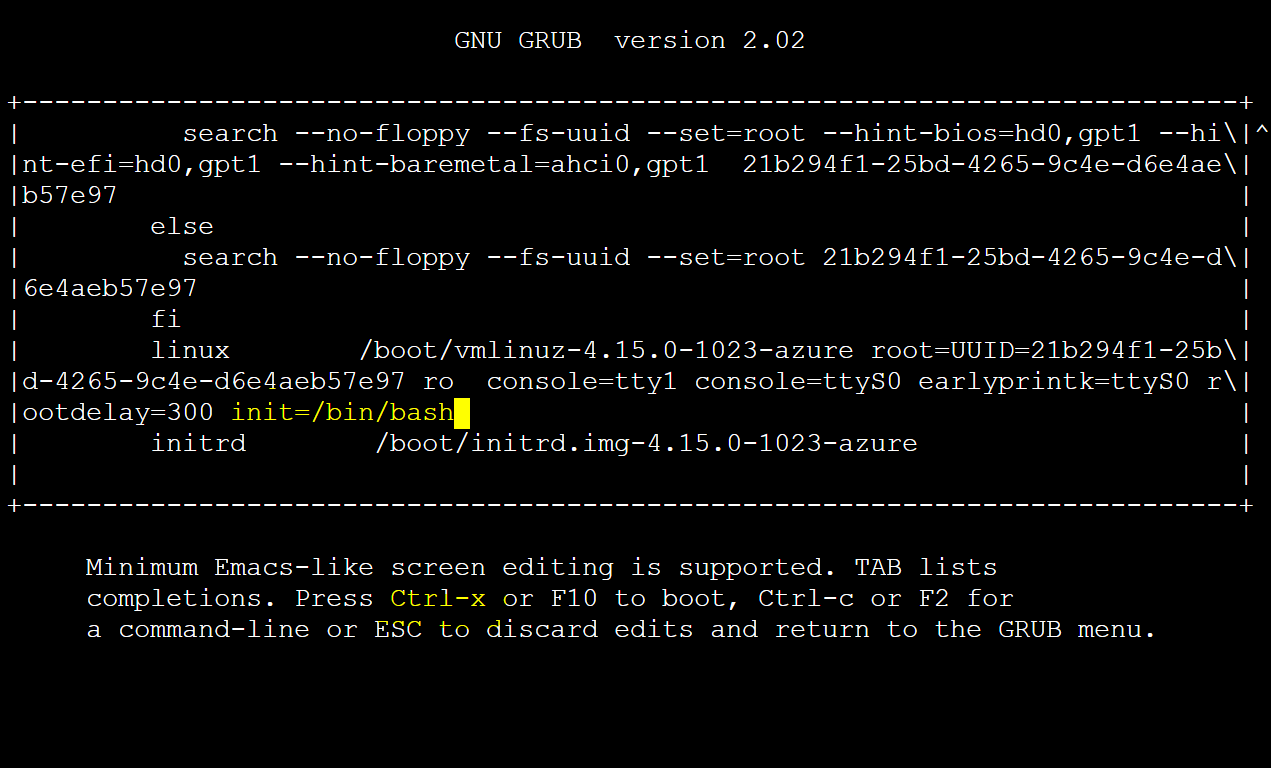 GNU GRUB  version 2.02
+----------------------------------------------------------------------------+
|          search --no-floppy --fs-uuid --set=root --hint-bios=hd0,gpt1 --hi\|^
|nt-efi=hd0,gpt1 --hint-baremetal=ahci0,gpt1  21b294f1-25bd-4265-9c4e-d6e4ae\|
|b57e97                                                                      |
|        else                                                                |
|          search --no-floppy --fs-uuid --set=root 21b294f1-25bd-4265-9c4e-d\|
|6e4aeb57e97                                                                 |
|        fi                                                                  |
|        linux        /boot/vmlinuz-4.15.0-1023-azure root=UUID=21b294f1-25b\|
|d-4265-9c4e-d6e4aeb57e97 ro  console=tty1 console=ttyS0 earlyprintk=ttyS0 r\|
|ootdelay=300 init=/bin/bash                                                 |
|        initrd        /boot/initrd.img-4.15.0-1023-azure                    |
|                                                                            |
+----------------------------------------------------------------------------+
Minimum Emacs-like screen editing is supported. TAB lists
completions. Press Ctrl-x or F10 to boot, Ctrl-c or F2 for
a command-line or ESC to discard edits and return to the GRUB menu.